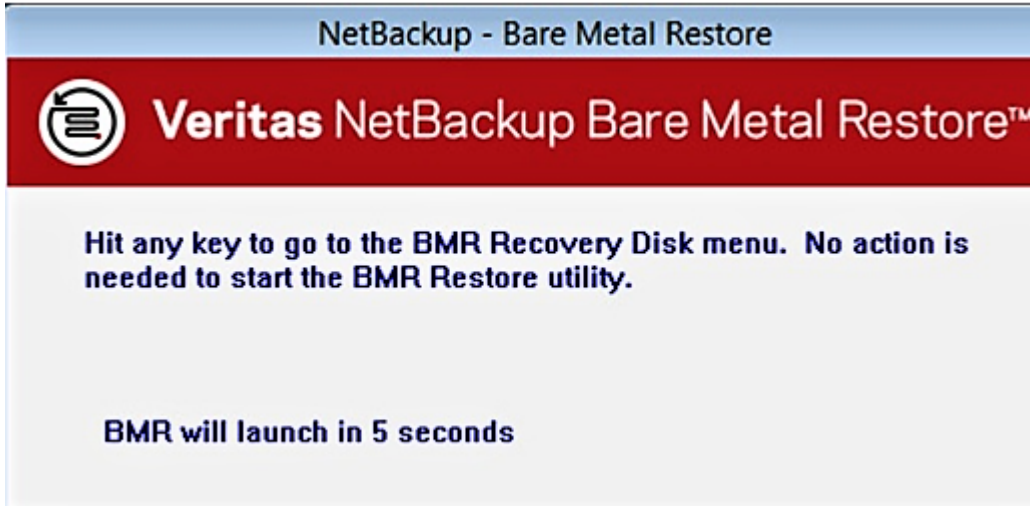 NetBackup - Bare Metal Restore
Veritas NetBackup Bare Metal Restore™
Hit any key to go to the BMR Recovery Disk menu.  No action is
needed to start the BMR Restore utility.
BMR will launch in 5 seconds